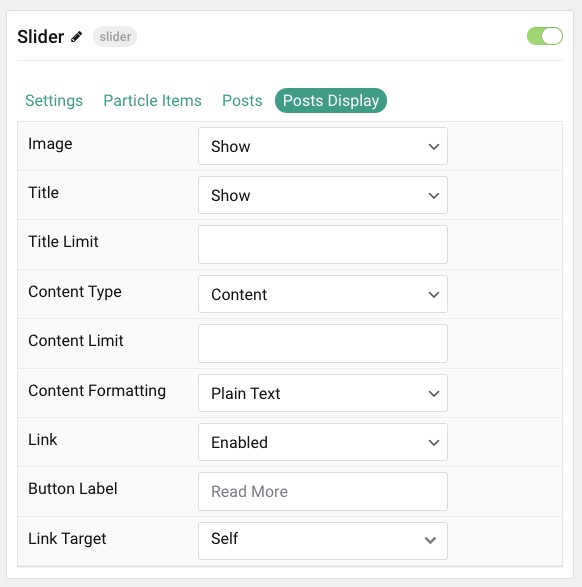 Slider slider
Settings Particle Items Posts Posts Display
Image Show
Title Show
Title Limit
Content Type Content
Content Limit
Content Formatting Plain Text
Link Enabled
Button Label Read More
Link Target Self